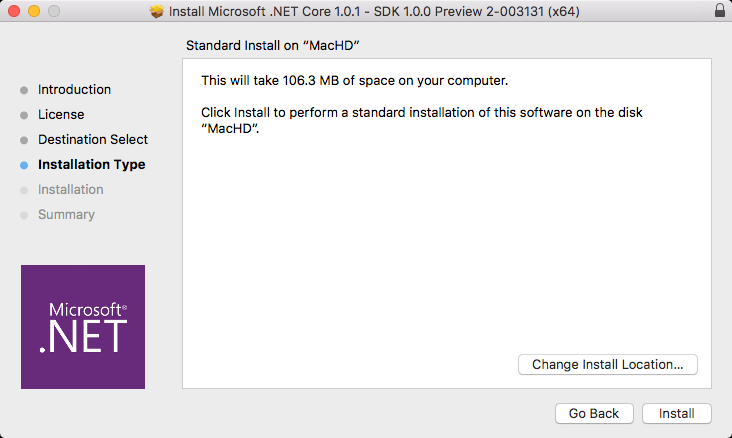 Install Microsoft .NET Core 1.0.1 - SDK 1.0.0 Preview 2-003131 (x64)
Standard Install on “MacHD”
Introduction
License
Destination Select
Installation Type
Installation
Summary
This will take 106.3 MB of space on your computer.
Click Install to perform a standard installation of this software on the disk
“MacHD”.
Microsoft®
.NET
Change Install Location...
Go Back
Install